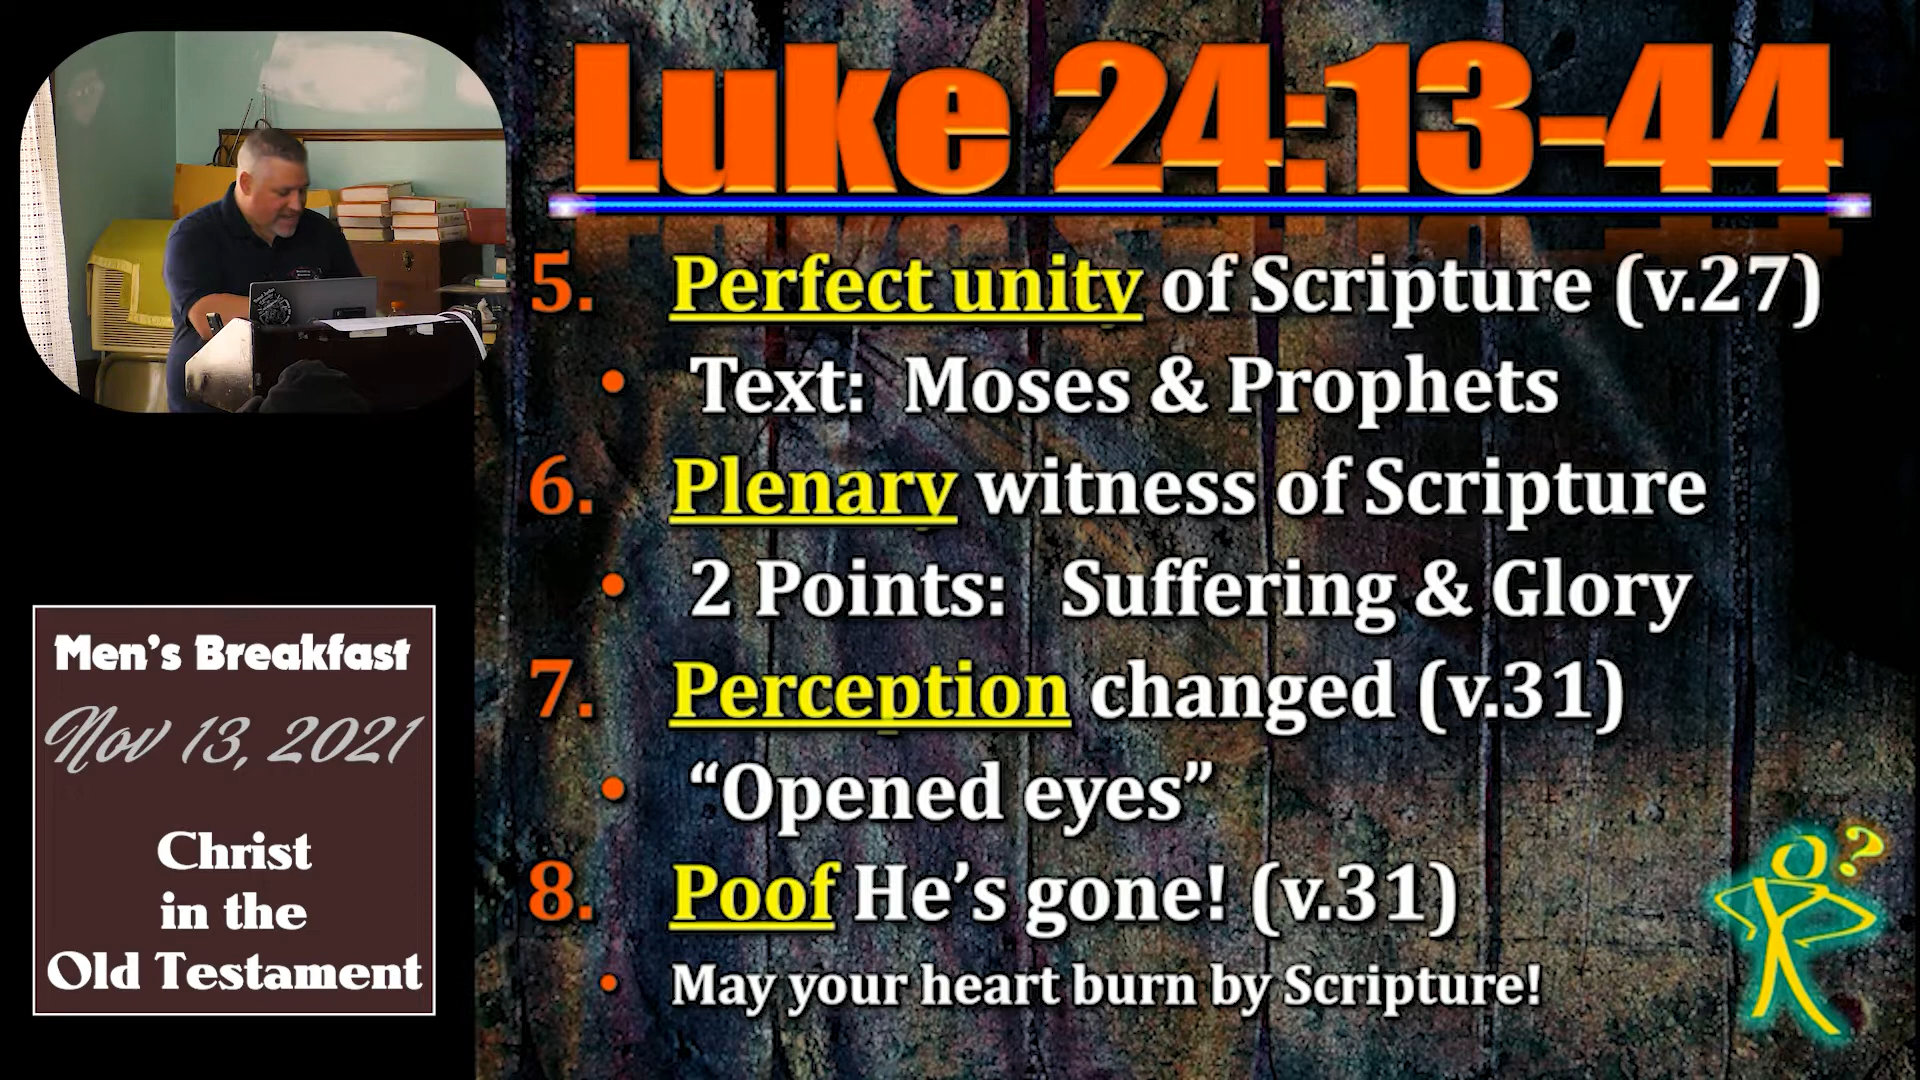 Luke 24:13-44
5. Perfect unity of Scripture (v.27)
• Text: Moses & Prophets
6. Plenary witness of Scripture
• 2 Points: Suffering & Glory
7. Perception changed (v.31)
• “Opened eyes”
8. Poof He’s gone! (v.31)
• May your heart burn by Scripture!
?
Men’s Breakfast
Nov 13, 2021
Christ
in the
Old Testament